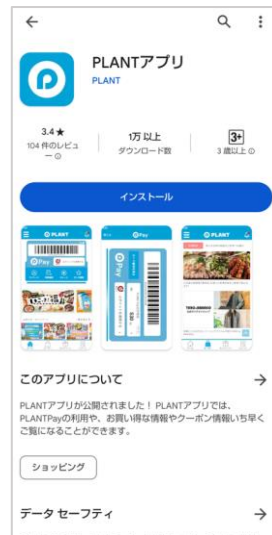 PLANTアプリ
PLANT
3.4★
104 件のレビュ
ー
1万 以上
ダウンロード数
3+
3 歳以上
インストール
PLANT
Pay
Pay
PLANT
このアプリについて
PLANTアプリが公開されました！ PLANTアプリでは、
PLANTPayの利用や、お買い得な情報やクーポン情報いち早く
ご覧になることができます。
ショッピング
データ セーフティ